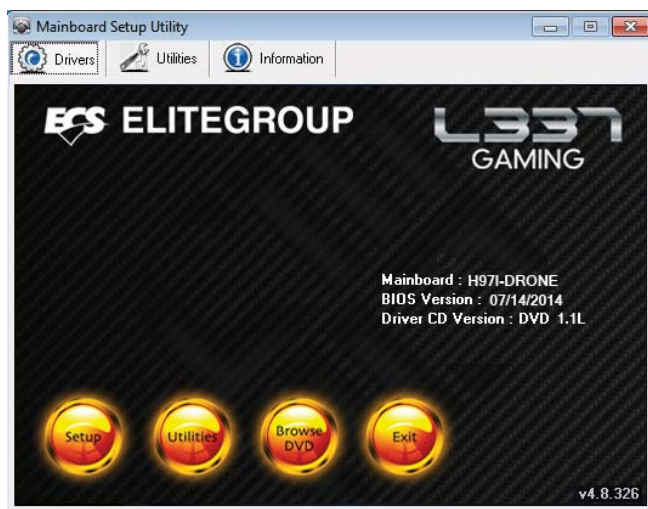 Mainboard Setup Utility
Drivers Utilities Information
ECS ELITEGROUP
L337
GAMING
Mainboard : H97I-DRONE
BIOS Version : 07/14/2014
Driver CD Version : DVD 1.1L
Setup
Utilities
Browse
DVD
Exit
v4.8.326